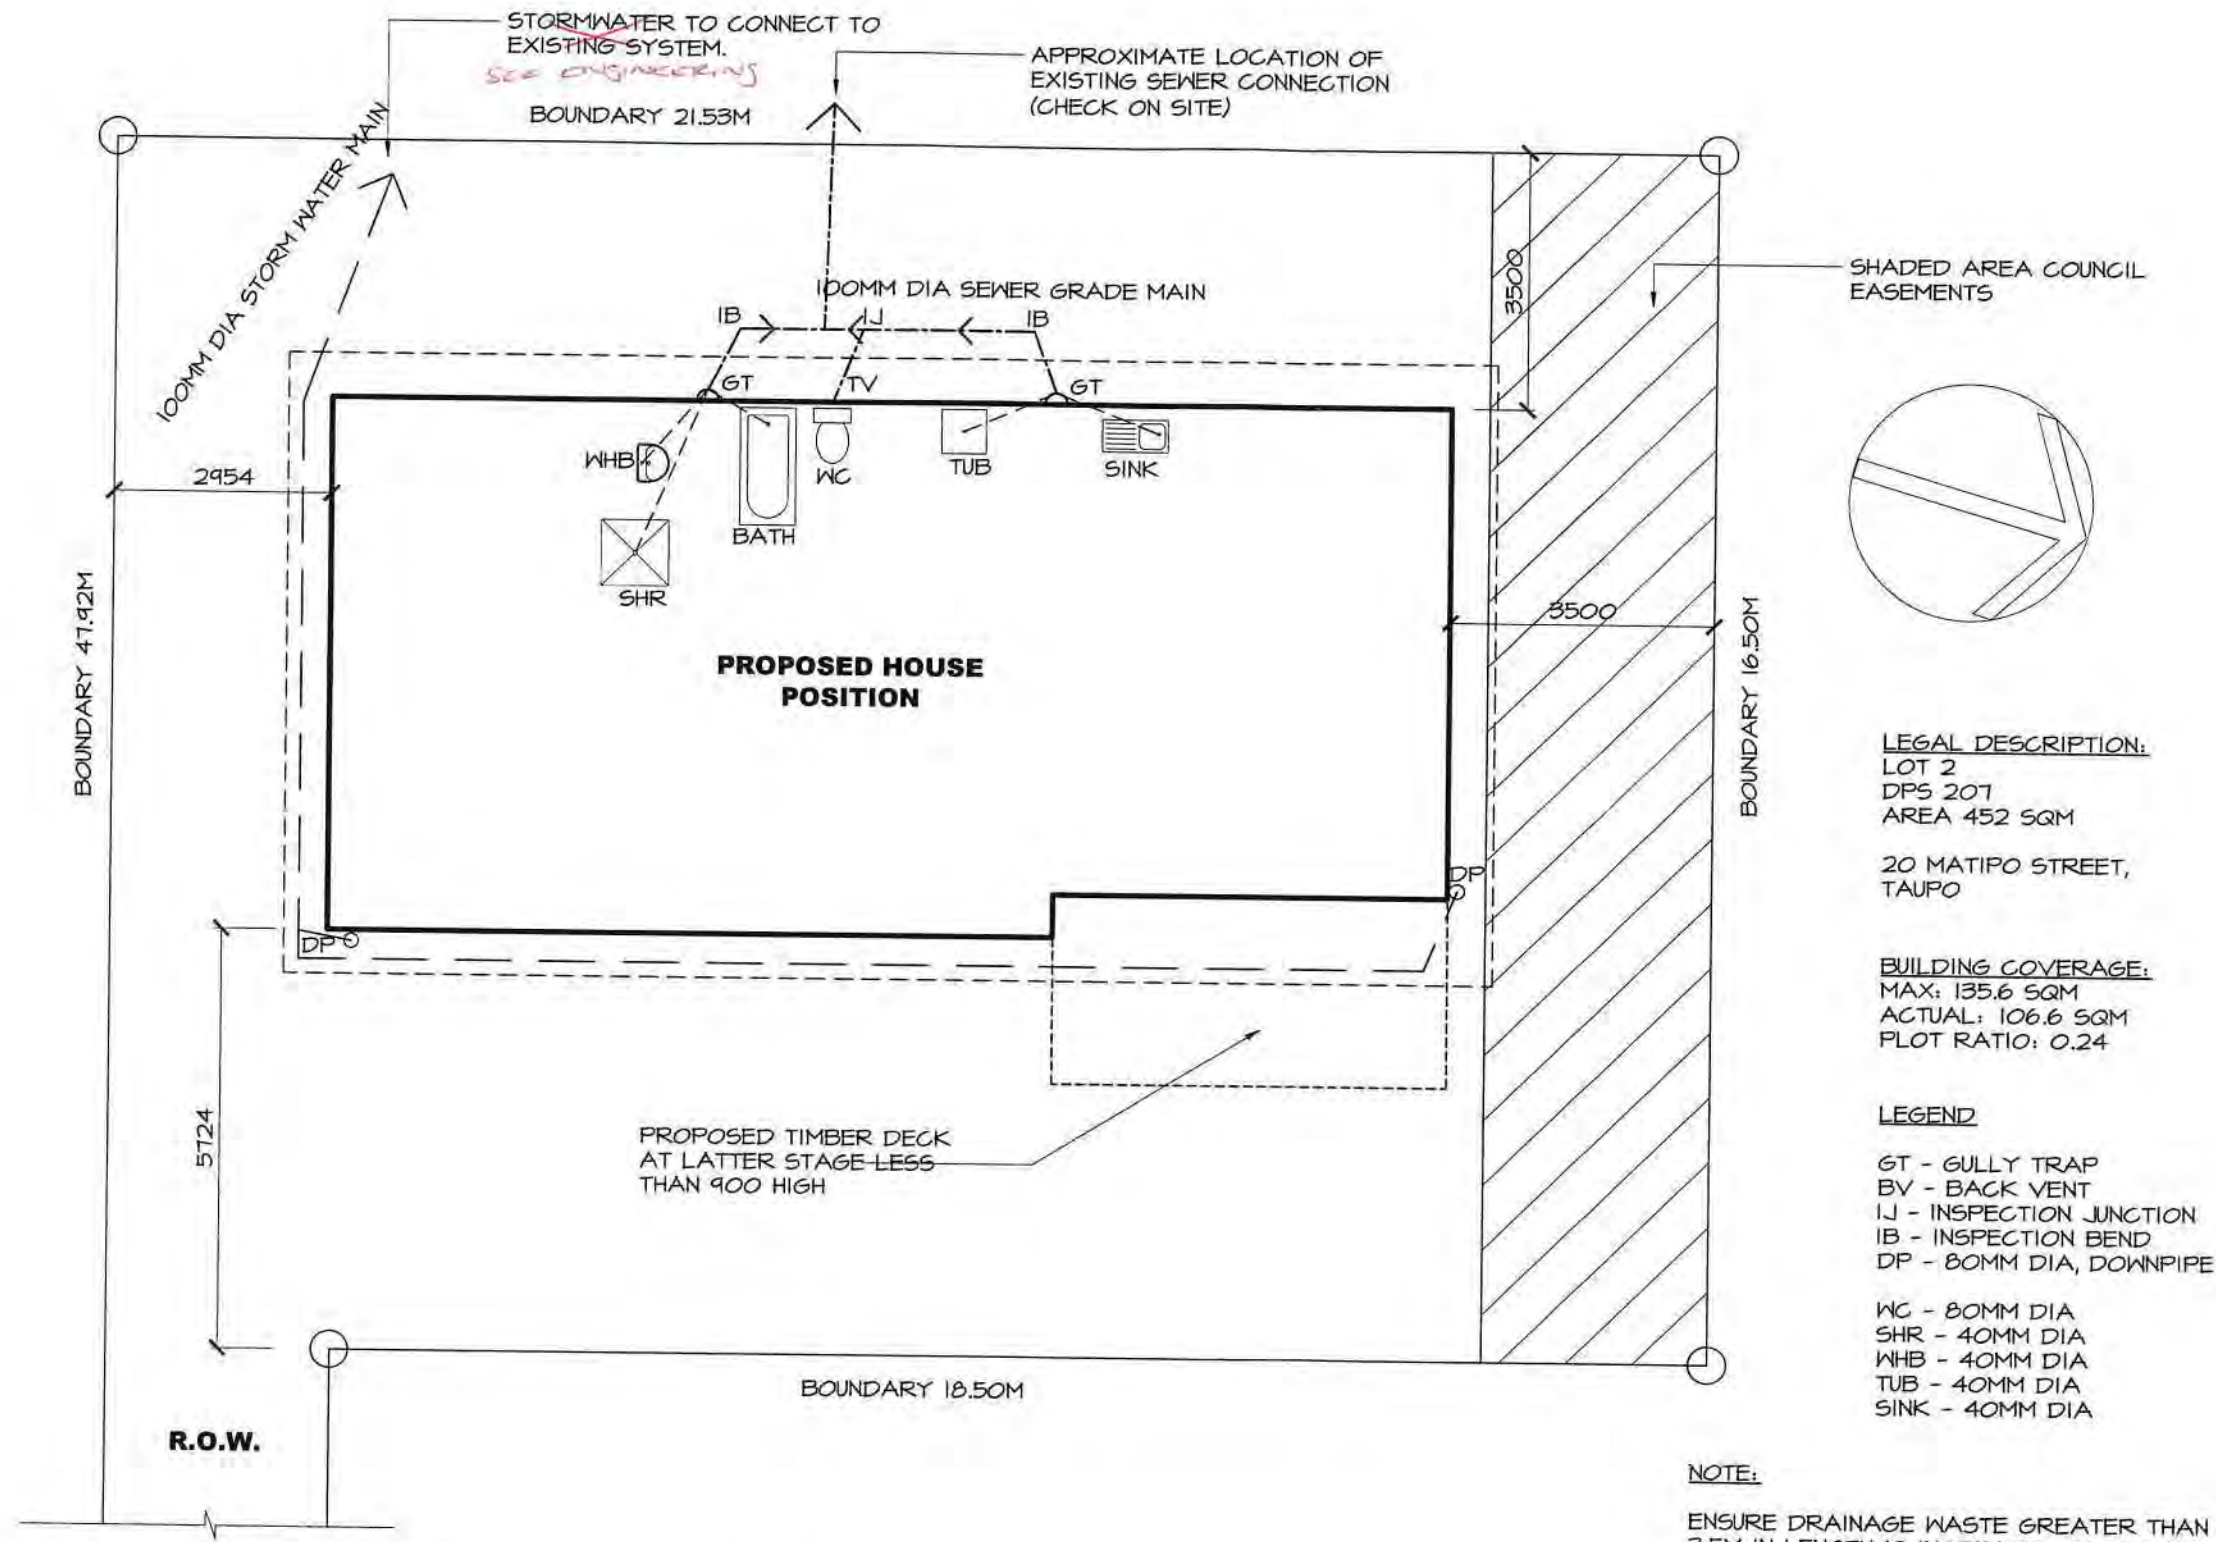 STORMWATER TO CONNECT TO
EXISTING SYSTEM.
SEE ENGINEERING
APPROXIMATE LOCATION OF
EXISTING SEWER CONNECTION
(CHECK ON SITE)
BOUNDARY 21.53M
100MM DIA STORM WATER MAIN
100MM DIA SEWER GRADE MAIN
IB
IJ
IB
3500
SHADED AREA COUNCIL
EASEMENTS
GT
TV
GT
WHB
WC
TUB
SINK
2954
BATH
SHR
BOUNDARY 47.92M
3500
BOUNDARY 16.50M
PROPOSED HOUSE
POSITION
LEGAL DESCRIPTION:
LOT 2
DPS 207
AREA 452 SQM
20 MATIPO STREET,
TAUPO
DP
DP
BUILDING COVERAGE:
MAX: 135.6 SQM
ACTUAL: 106.6 SQM
PLOT RATIO: 0.24
5724
PROPOSED TIMBER DECK
AT LATTER STAGE LESS
THAN 900 HIGH
LEGEND
GT - GULLY TRAP
BV - BACK VENT
IJ - INSPECTION JUNCTION
IB - INSPECTION BEND
DP - 80MM DIA, DOWNPIPE
WC - 80MM DIA
SHR - 40MM DIA
WHB - 40MM DIA
TUB - 40MM DIA
SINK - 40MM DIA
BOUNDARY 18.50M
R.O.W.
NOTE:
ENSURE DRAINAGE WASTE GREATER THAN